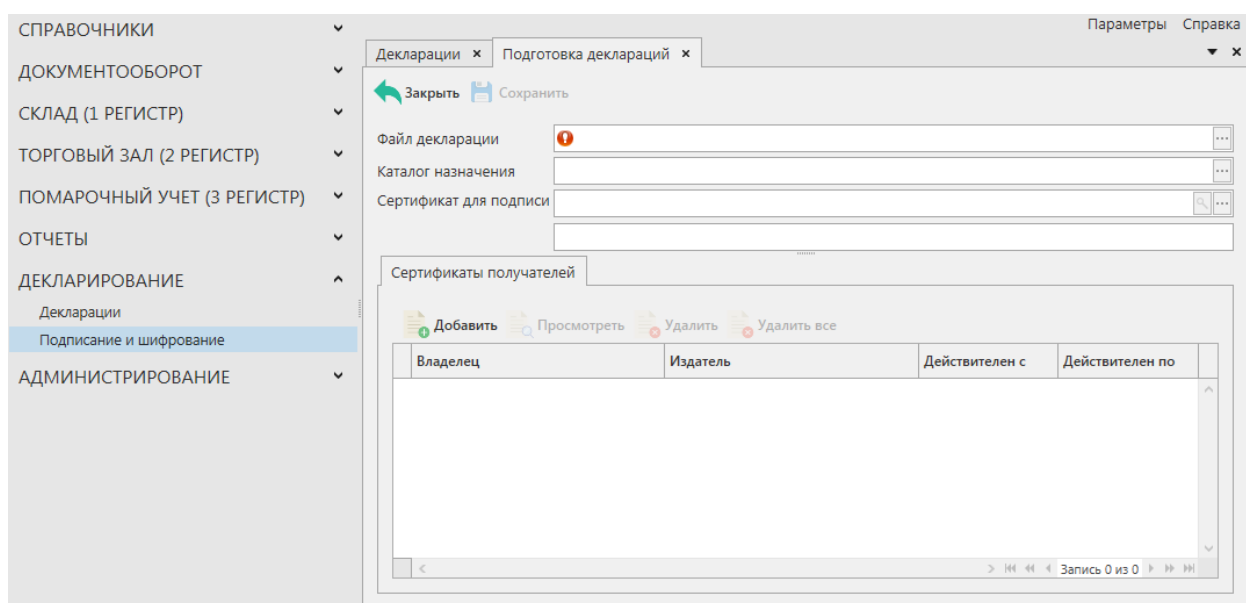 Параметры Справка
СПРАВОЧНИКИ
ДОКУМЕНТООБОРОТ
СКЛАД (1 РЕГИСТР)
ТОРГОВЫЙ ЗАЛ (2 РЕГИСТР)
ПОМАРОЧНЫЙ УЧЕТ (3 РЕГИСТР)
ОТЧЕТЫ
ДЕКЛАРИРОВАНИЕ
Декларации
Подписание и шифрование
АДМИНИСТРИРОВАНИЕ
Декларации Подготовка деклараций
Закрыть Сохранить
Файл декларации
Каталог назначения
Сертификат для подписи
Сертификаты получателей
Добавить Просмотреть Удалить Удалить все
Владелец Издатель Действителен с Действителен по
Запись 0 из 0